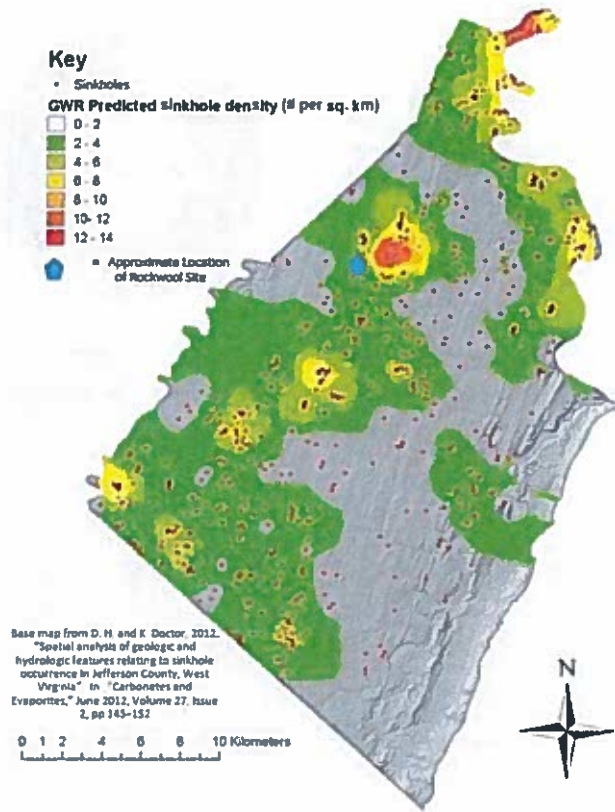 Key
• Sinkholes
GWR Predicted sinkhole density (# per sq. km)
0 - 2
2 - 4
4 - 6
6 - 8
8 - 10
10- 12
12 - 14
= Approximate Location
of Rockwool Site
Base map from D. H. and K Doctor, 2012.
"Spatial analysis of geologic and
hydrologic features relating to sinkhole
occurrence in Jefferson County, West
Virginia" in "Carbonates and
Evaporites," June 2012, Volume 27, Issue
2, pp 145-152
0 1 2 4 6 8 10 Kilometers
N